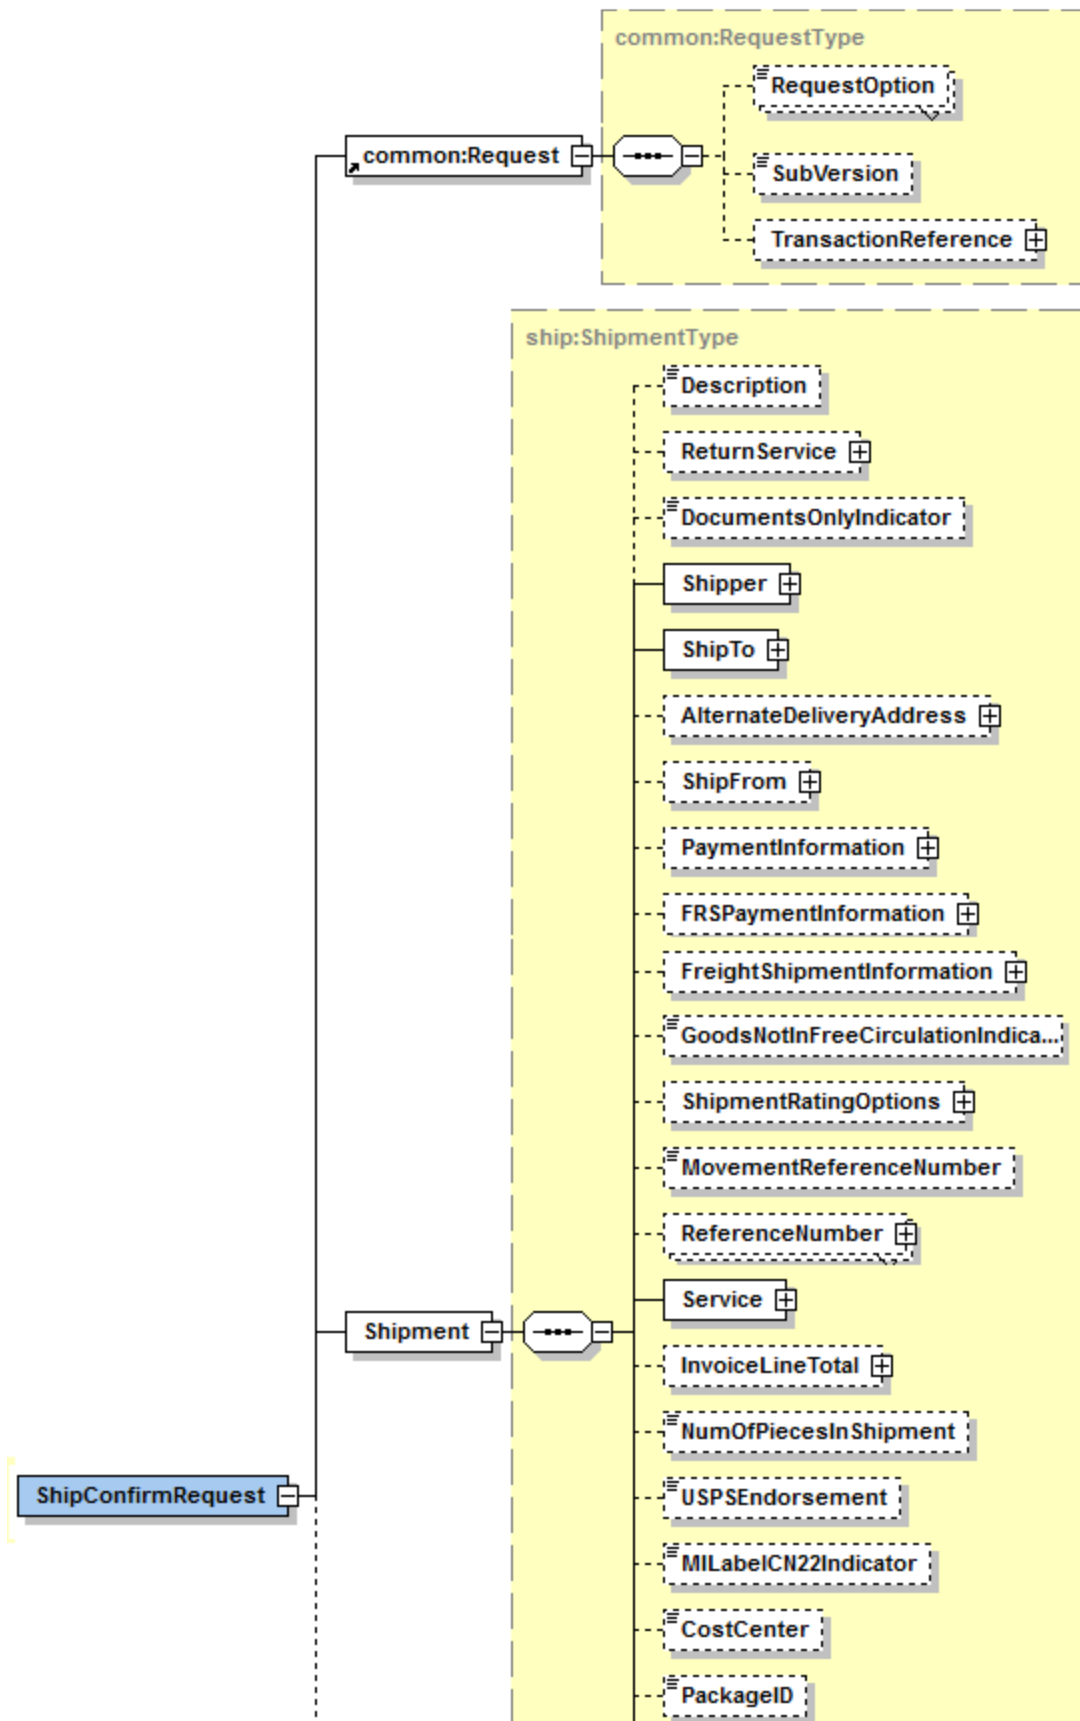 common:RequestType
RequestOption
common:Request
SubVersion
TransactionReference
ship:ShipmentType
Description
ReturnService
DocumentsOnlyIndicator
Shipper
ShipTo
AlternateDeliveryAddress
ShipFrom
PaymentInformation
FRSPaymentInformation
FreightShipmentInformation
GoodsNotInFreeCirculationIndica...
ShipmentRatingOptions
MovementReferenceNumber
ReferenceNumber
Service
Shipment
InvoiceLineTotal
NumOfPiecesInShipment
ShipConfirmRequest
USPSEndorsement
MILabelCN22Indicator
CostCenter
PackageID